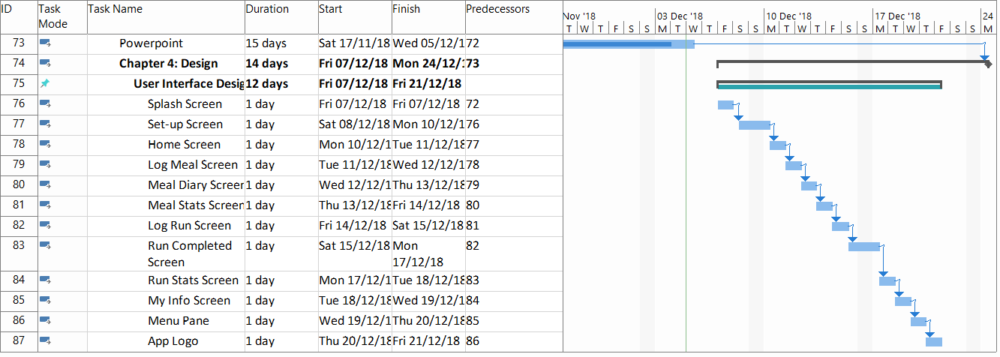 ID Task Mode Task Name Duration Start Finish Predecessors
Nov '18 03 Dec '18 10 Dec '18 17 Dec '18 24
T W T F S S M T W T F S S M T W T F S S M T W T F S S M
73 Powerpoint 15 days Sat 17/11/18 Wed 05/12/1 72
74 Chapter 4: Design 14 days Fri 07/12/18 Mon 24/12/1 73
75 User Interface Desig 12 days Fri 07/12/18 Fri 21/12/18
76 Splash Screen 1 day Fri 07/12/18 Fri 07/12/18 72
77 Set-up Screen 1 day Sat 08/12/18 Mon 10/12/1 76
78 Home Screen 1 day Mon 10/12/1 Tue 11/12/18 77
79 Log Meal Screen 1 day Tue 11/12/18 Wed 12/12/1 78
80 Meal Diary Screen 1 day Wed 12/12/1 Thu 13/12/18 79
81 Meal Stats Screen 1 day Thu 13/12/18 Fri 14/12/18 80
82 Log Run Screen 1 day Fri 14/12/18 Sat 15/12/18 81
83 Run Completed Screen 1 day Sat 15/12/18 Mon 17/12/18 82
84 Run Stats Screen 1 day Mon 17/12/1 Tue 18/12/18 83
85 My Info Screen 1 day Tue 18/12/18 Wed 19/12/1 84
86 Menu Pane 1 day Wed 19/12/1 Thu 20/12/18 85
87 App Logo 1 day Thu 20/12/18 Fri 21/12/18 86